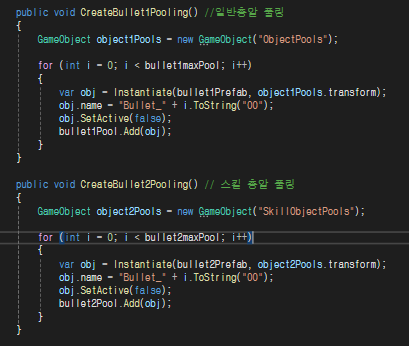 public void CreateBullet1Pooling() //일반총알 풀링
{
GameObject object1Pools = new GameObject("ObjectPools");
for (int i = 0; i < bullet1maxPool; i++)
{
var obj = Instantiate(bullet1Prefab, object1Pools.transform);
obj.name = "Bullet_" + i.ToString("00");
obj.SetActive(false);
bullet1Pool.Add(obj);
}
}
public void CreateBullet2Pooling() // 스킬 총알 풀링
{
GameObject object2Pools = new GameObject("SkillObjectPools");
for (int i = 0; i < bullet2maxPool; i++)
{
var obj = Instantiate(bullet2Prefab, object2Pools.transform);
obj.name = "Bullet_" + i.ToString("00");
obj.SetActive(false);
bullet2Pool.Add(obj);
}
}